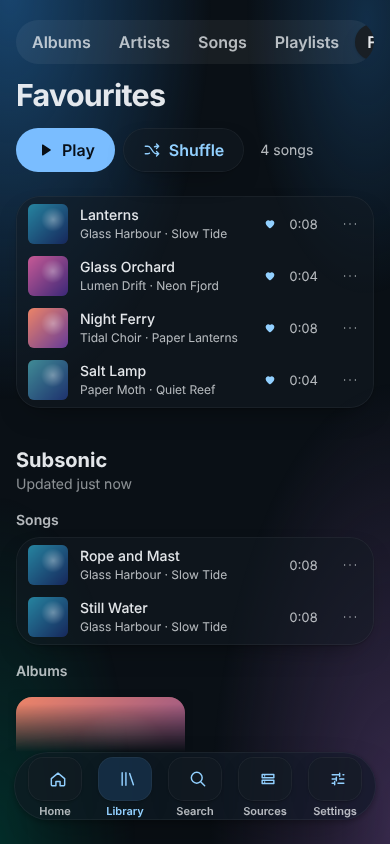 Albums Artists Songs Playlists F
Favourites
Play Shuffle 4 songs
Lanterns
Glass Harbour · Slow Tide
0:08
Glass Orchard
Lumen Drift · Neon Fjord
0:04
Night Ferry
Tidal Choir · Paper Lanterns
0:08
Salt Lamp
Paper Moth · Quiet Reef
0:04
Subsonic
Updated just now
Songs
Rope and Mast
Glass Harbour · Slow Tide
0:08
Still Water
Glass Harbour · Slow Tide
0:08
Albums
Home Library Search Sources Settings